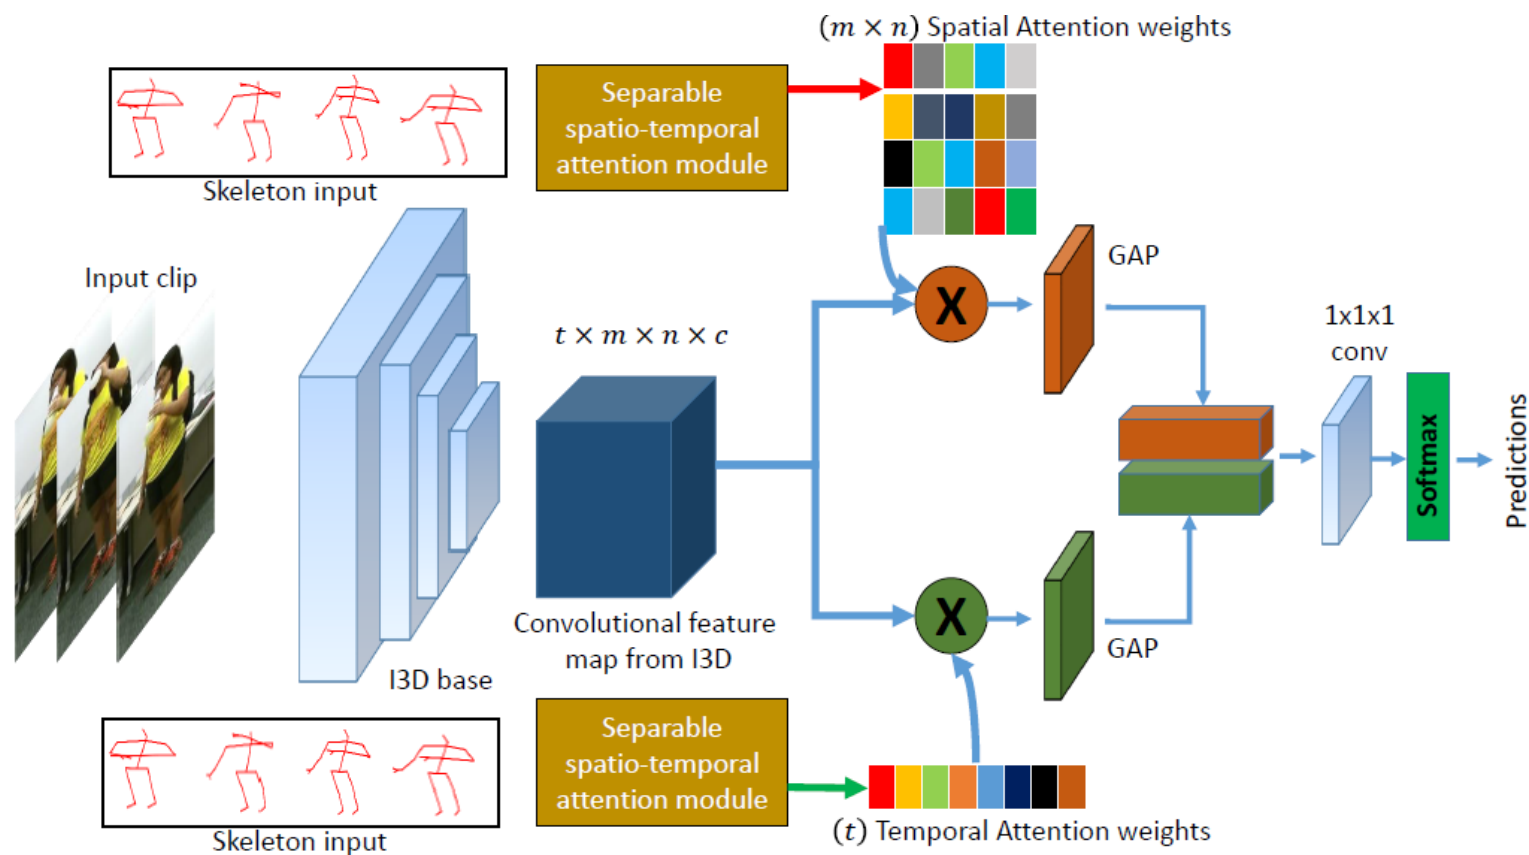 (m × n) Spatial Attention weights
Separable
spatio-temporal
attention module
Skeleton input
Input clip
GAP
t × m × n × c
1x1x1
conv
X
Softmax
Predictions
X
Convolutional feature
map from I3D
GAP
I3D base
Separable
spatio-temporal
attention module
Skeleton input
(t) Temporal Attention weights